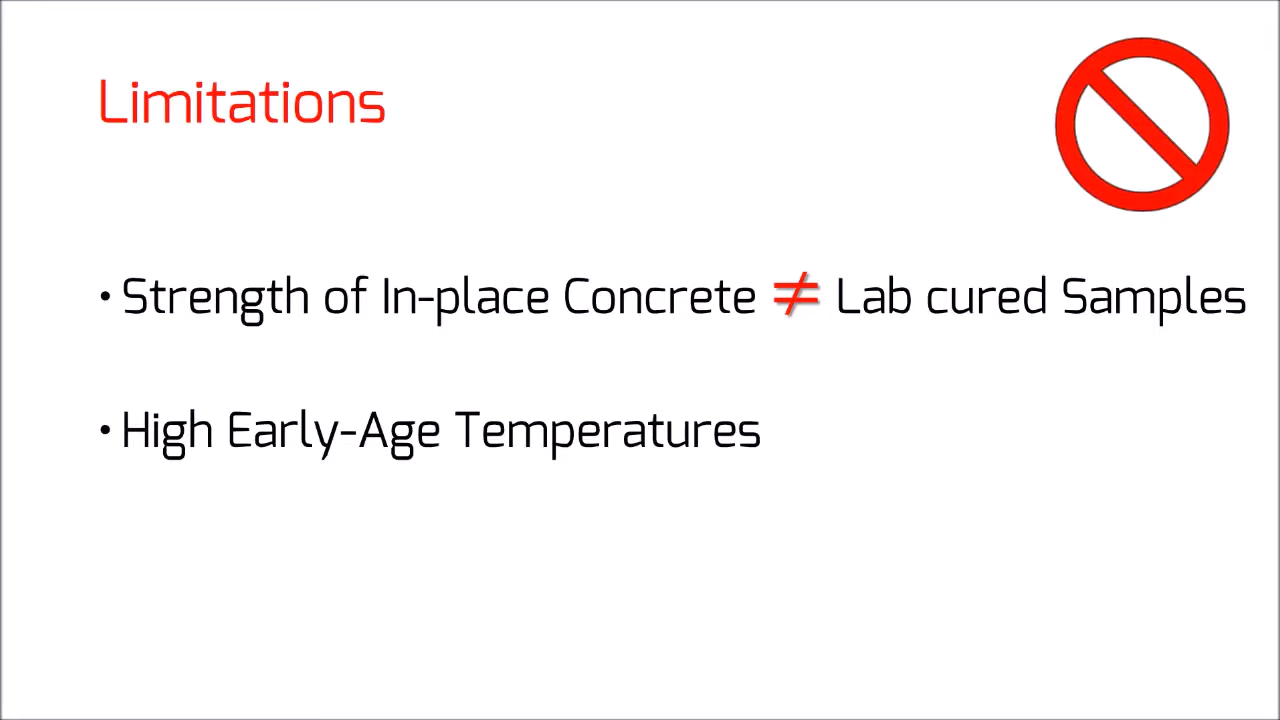 Limitations
• Strength of In-place Concrete ≠ Lab cured Samples
• High Early-Age Temperatures